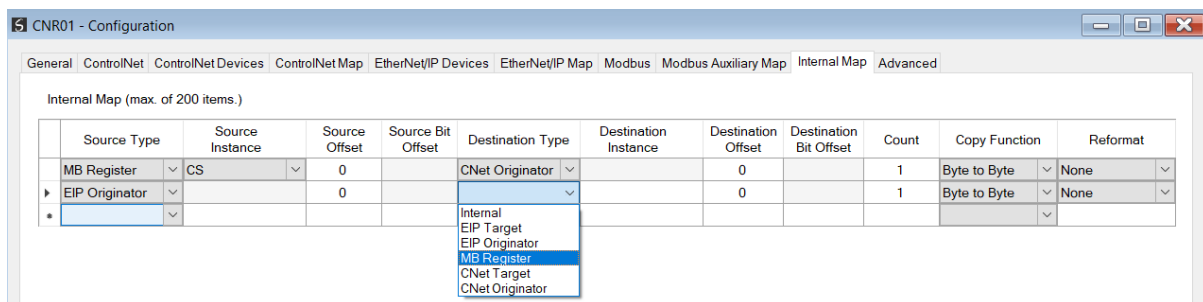 CNR01 - Configuration
General ControlNet ControlNet Devices ControlNet Map EtherNet/IP Devices EtherNet/IP Map Modbus Modbus Auxiliary Map Internal Map Advanced
Internal Map (max. of 200 items.)
Source Type Source Instance Source Offset Source Bit Offset Destination Type Destination Instance Destination Offset Destination Bit Offset Count Copy Function Reformat
MB Register CS 0 CNet Originator 0 1 Byte to Byte None
EIP Originator 0 0 1 Byte to Byte None
Internal
EIP Target
EIP Originator
MB Register
CNet Target
CNet Originator